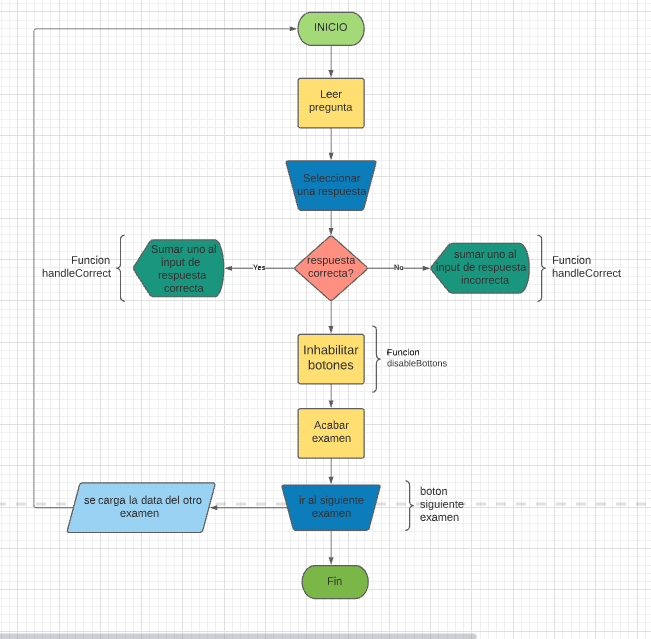 INICIO
Leer
pregunta
Seleccionar
una respuesta
respuesta
correcta?
Yes
No
Sumar uno al
input de
respuesta
correcta
Funcion
handleCorrect
sumar uno al
input de respuesta
incorrecta
Funcion
handleCorrect
Inhabilitar
botones
Funcion
disableBottons
Acabar
examen
ir al siguiente
examen
boton
siguiente
examen
se carga la data del otro
examen
Fin